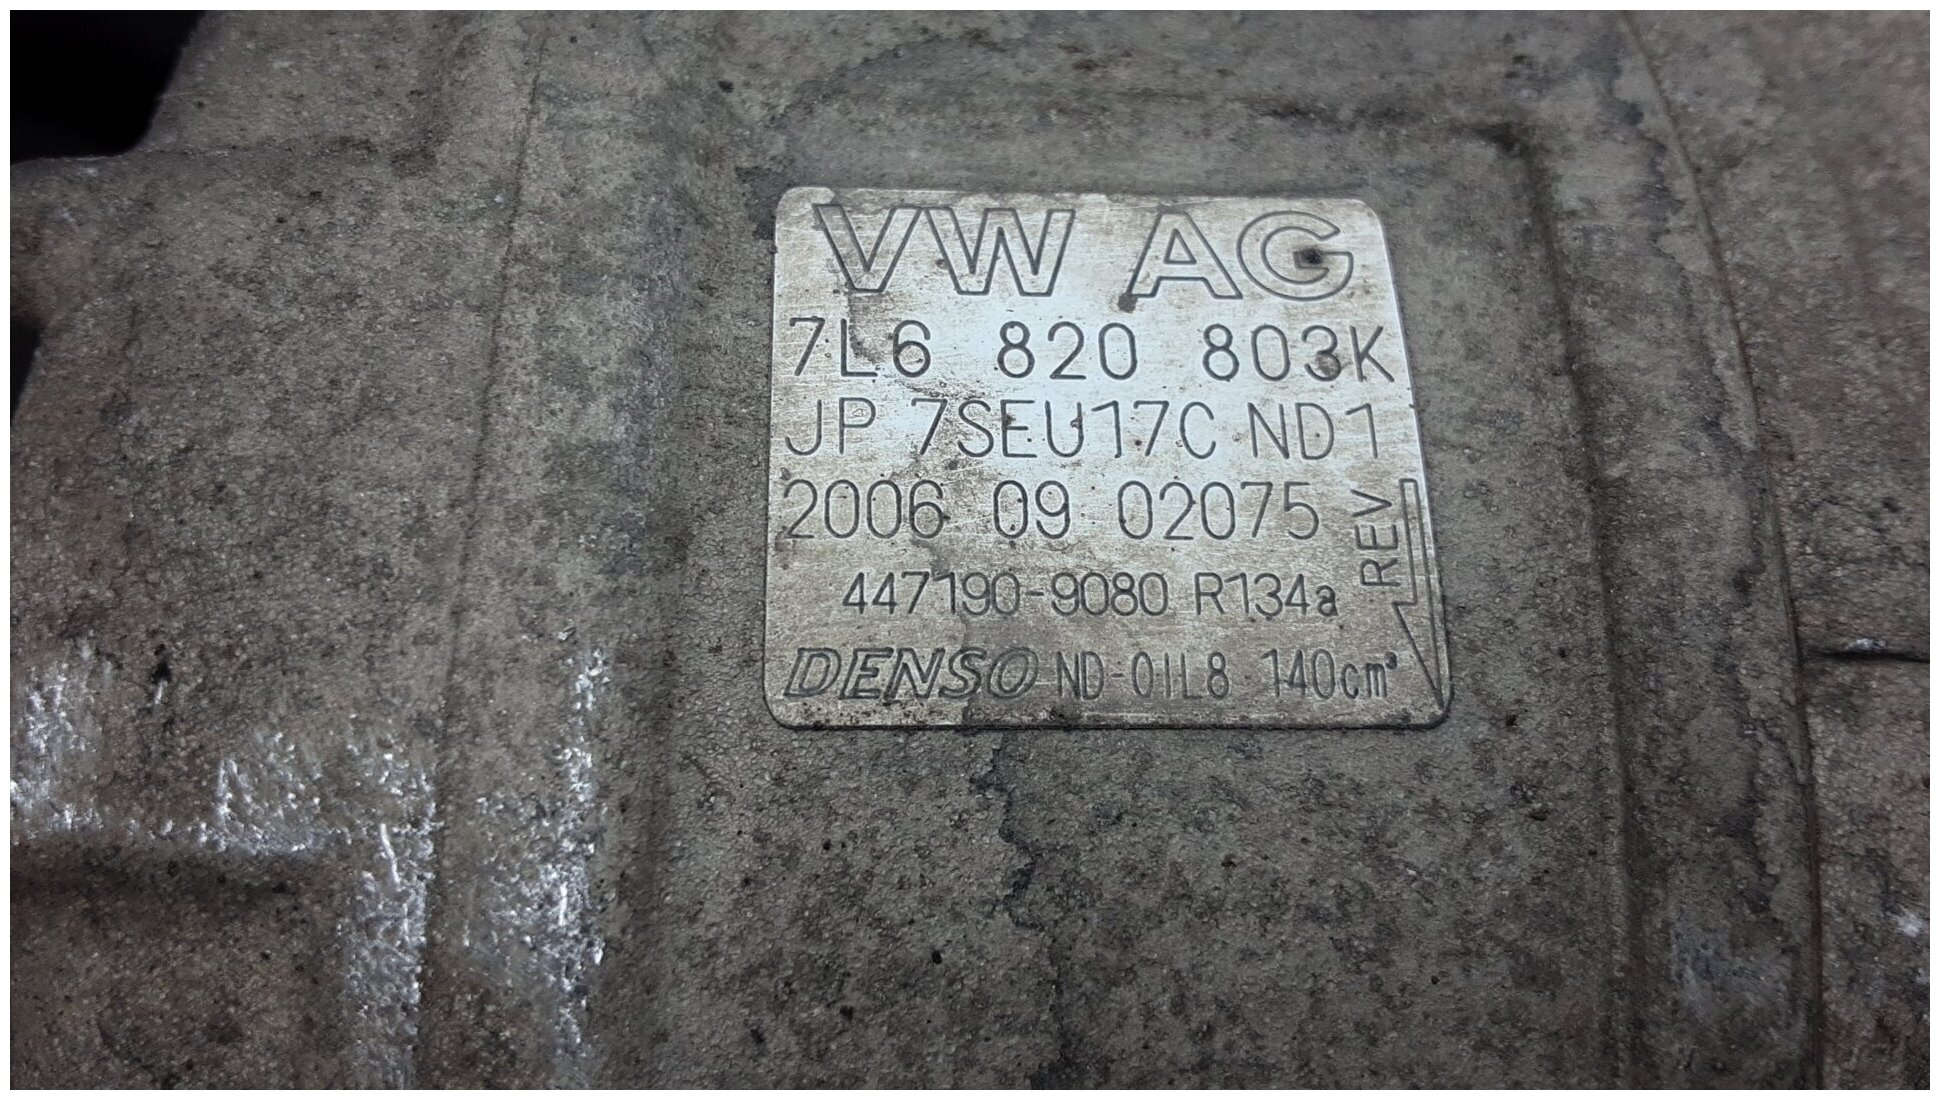 VW AG
7L6 820 803K
JP 7SEU17C ND1
2006 09 02075
REV
447190-9080 R134a
DENSO ND-OIL8 140cm³